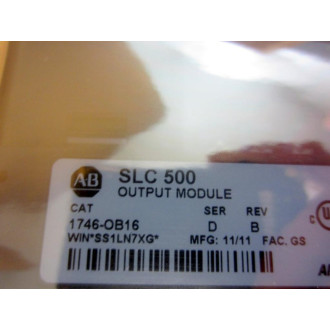 AB SLC 500
OUTPUT MODULE
CAT SER REV
1746-OB16 D B
WIN*SS1LN7XG* MFG: 11/11 FAC. GS